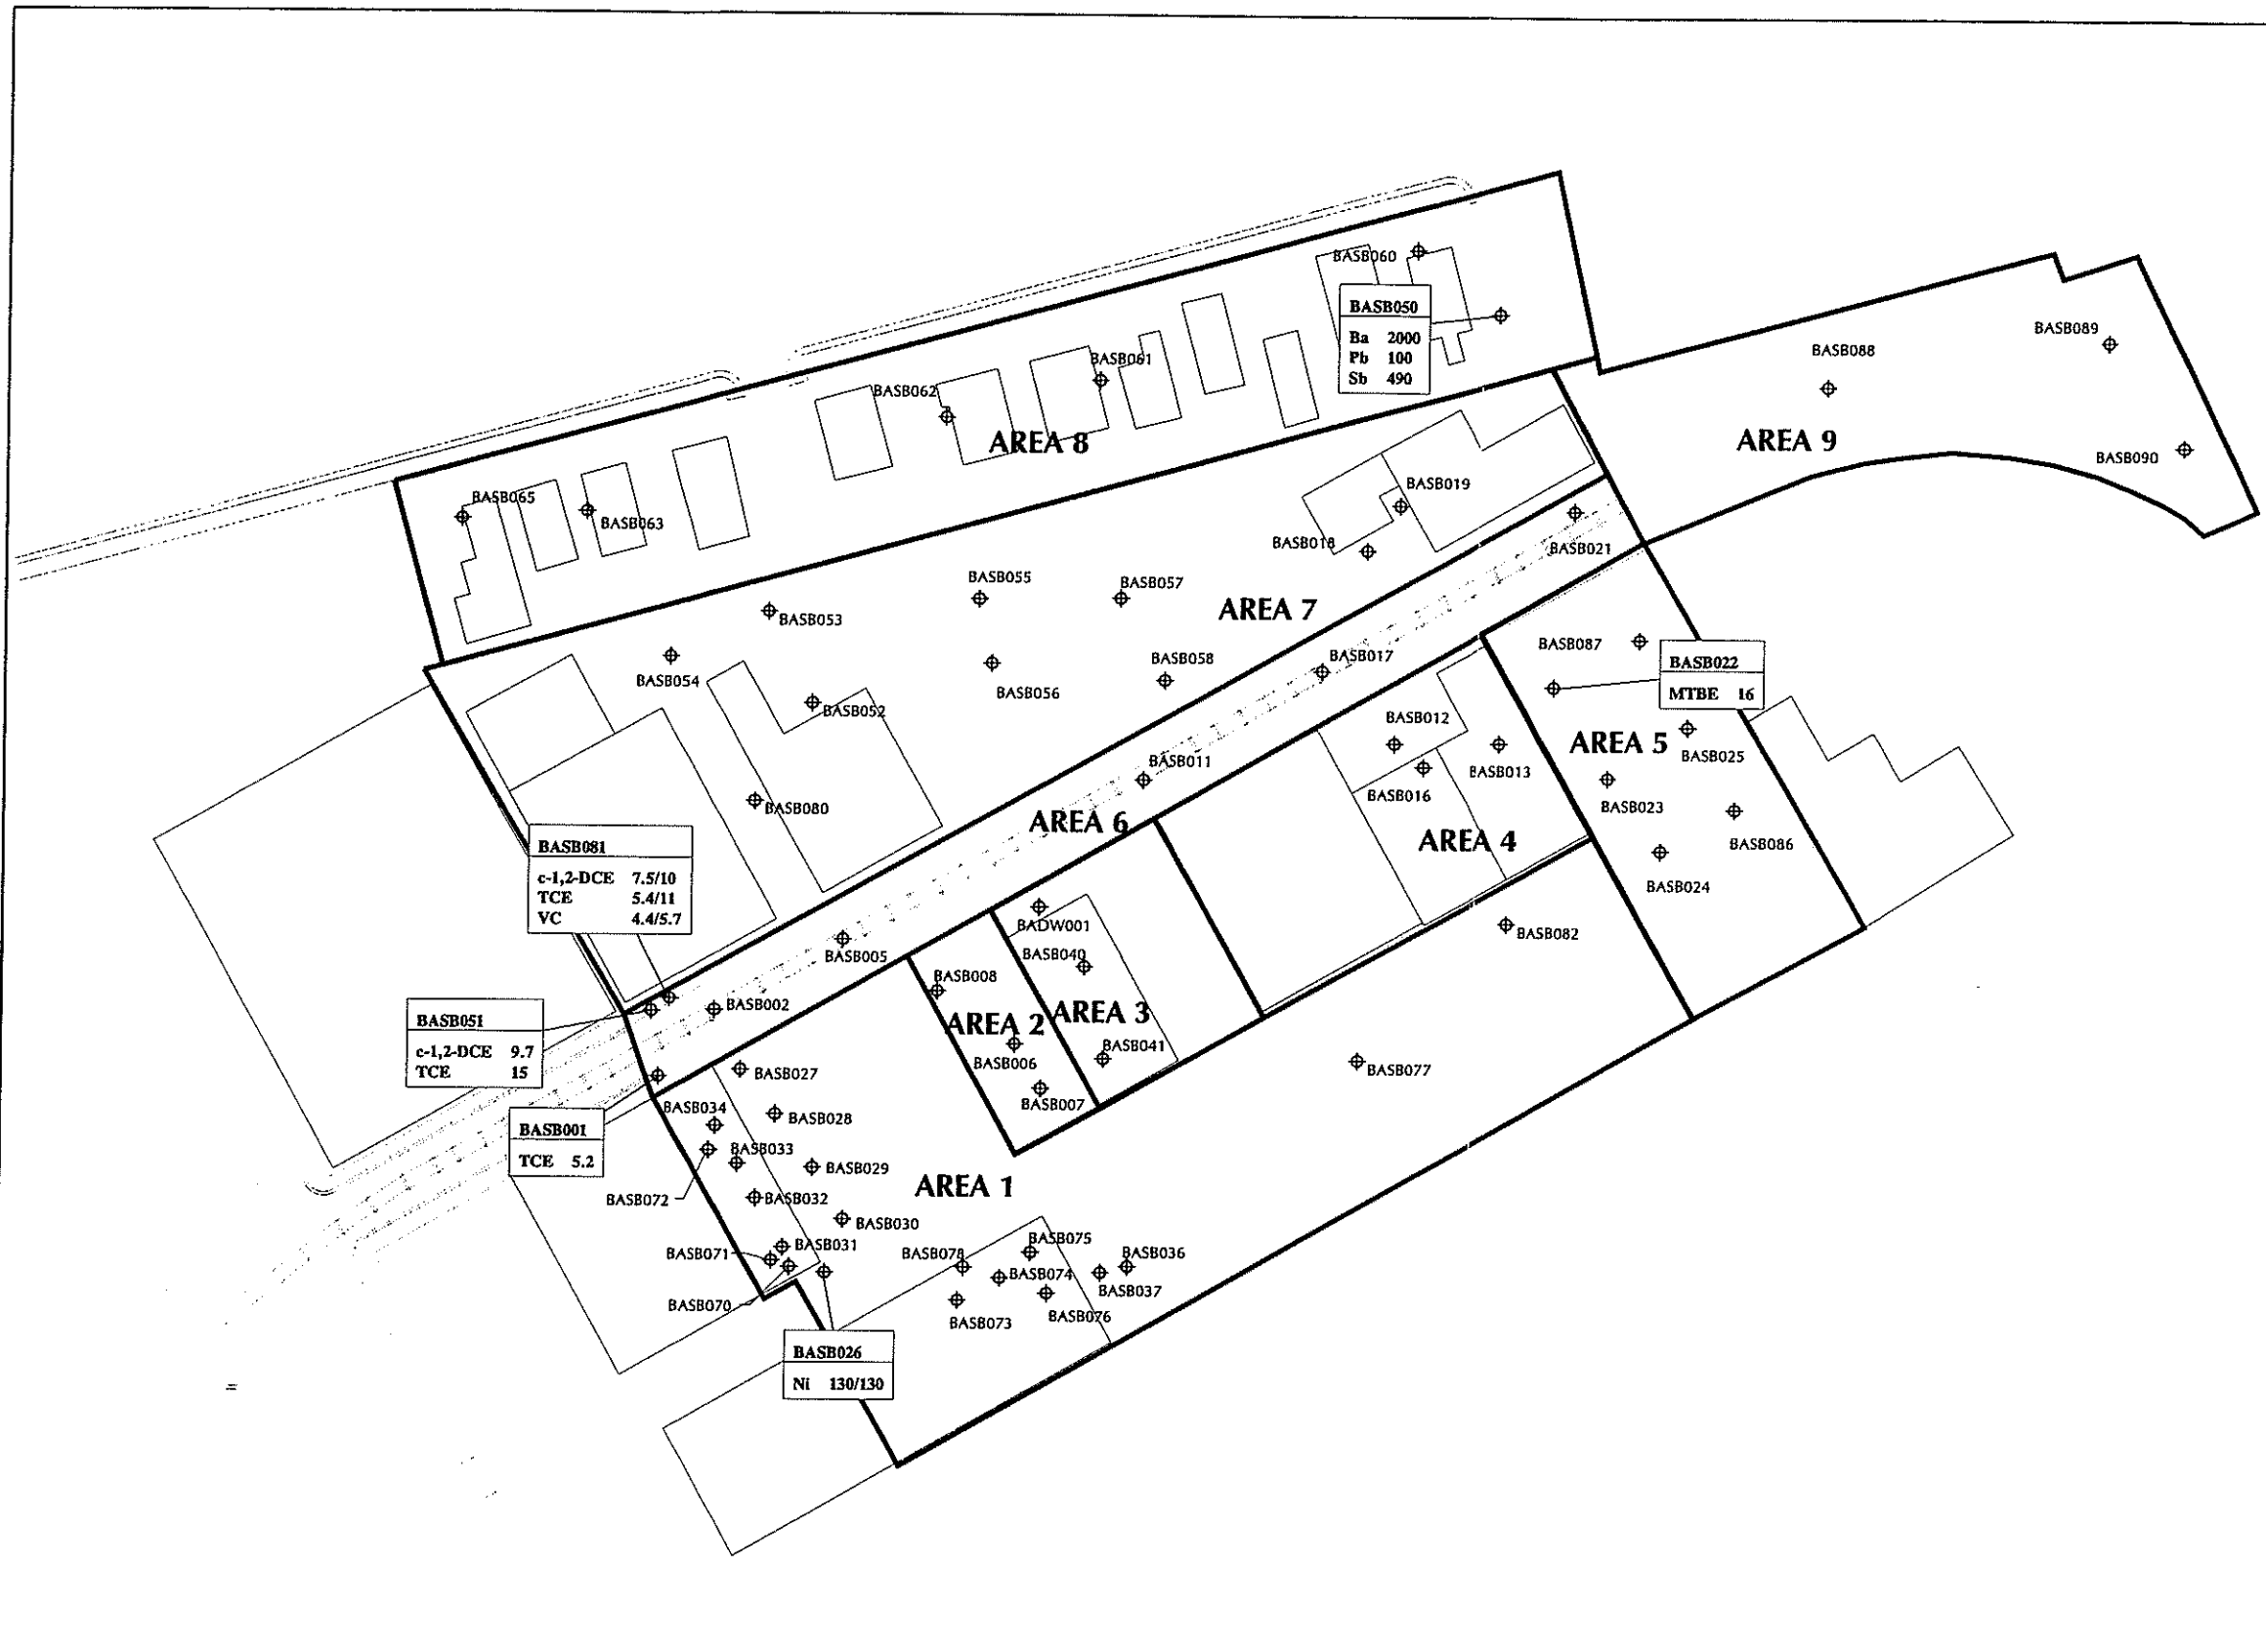 BASB060
BASB050
Ba 2000
Pb 100
Sb 490
BASB089
BASB088
BASB061
BASB062
AREA 8
AREA 9
BASB090
BASB065
BASB063
BASB019
BASB018
BASB021
BASB055
BASB057
AREA 7
BASB053
BASB054
BASB056
BASB058
BASB017
BASB087
BASB022
MTBE 16
BASB052
BASB012
AREA 5
BASB025
BASB011
BASB013
BASB016
BASB023
BASB080
AREA 6
AREA 4
BASB086
BASB081
c-1,2-DCE 7.5/10
TCE 5.4/11
VC 4.4/5.7
BASB024
BADW001
BASB082
BASB005
BASB040
BASB008
BASB002
AREA 3
AREA 2
BASB051
c-1,2-DCE 9.7
TCE 15
BASB041
BASB006
BASB077
BASB027
BASB007
BASB034
BASB028
BASB001
TCE 5.2
BASB033
BASB029
AREA 1
BASB072
BASB032
BASB030
BASB075
BASB031
BASB071
BASB078
BASB036
BASB074
BASB037
BASB070
BASB073
BASB076
BASB026
Ni 130/130